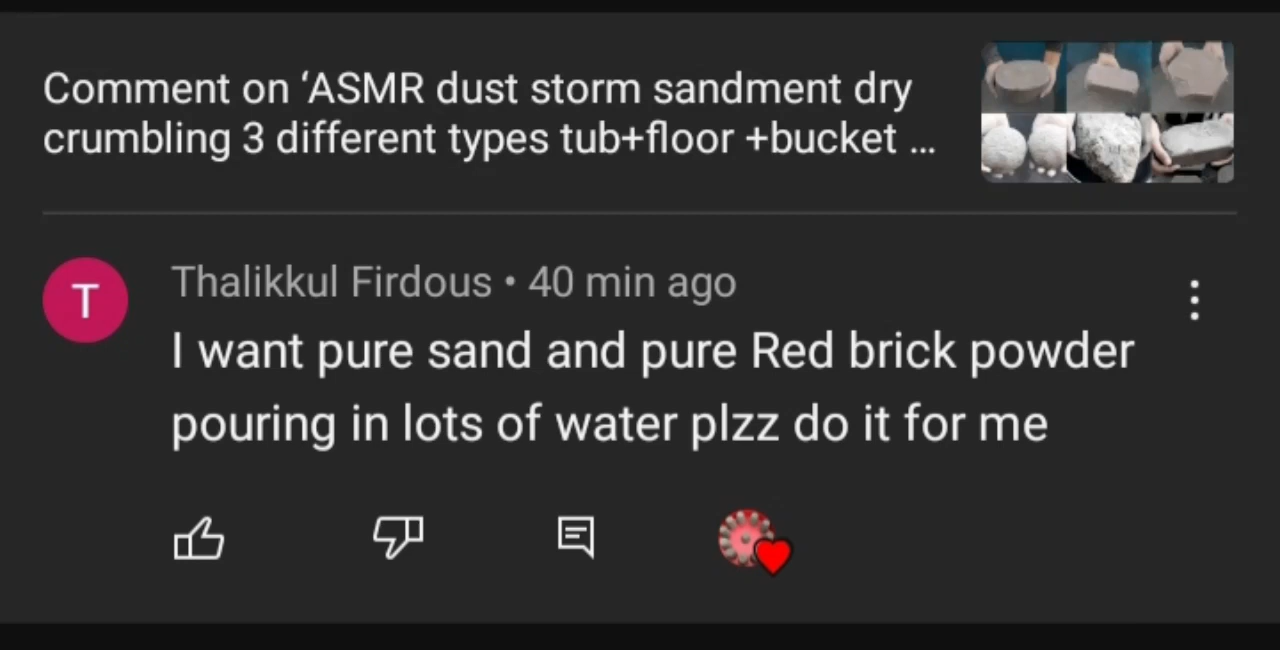 Comment on ‘ASMR dust storm sandment dry
crumbling 3 different types tub+floor +bucket ...
T
Thalikkul Firdous • 40 min ago
I want pure sand and pure Red brick powder
pouring in lots of water plzz do it for me